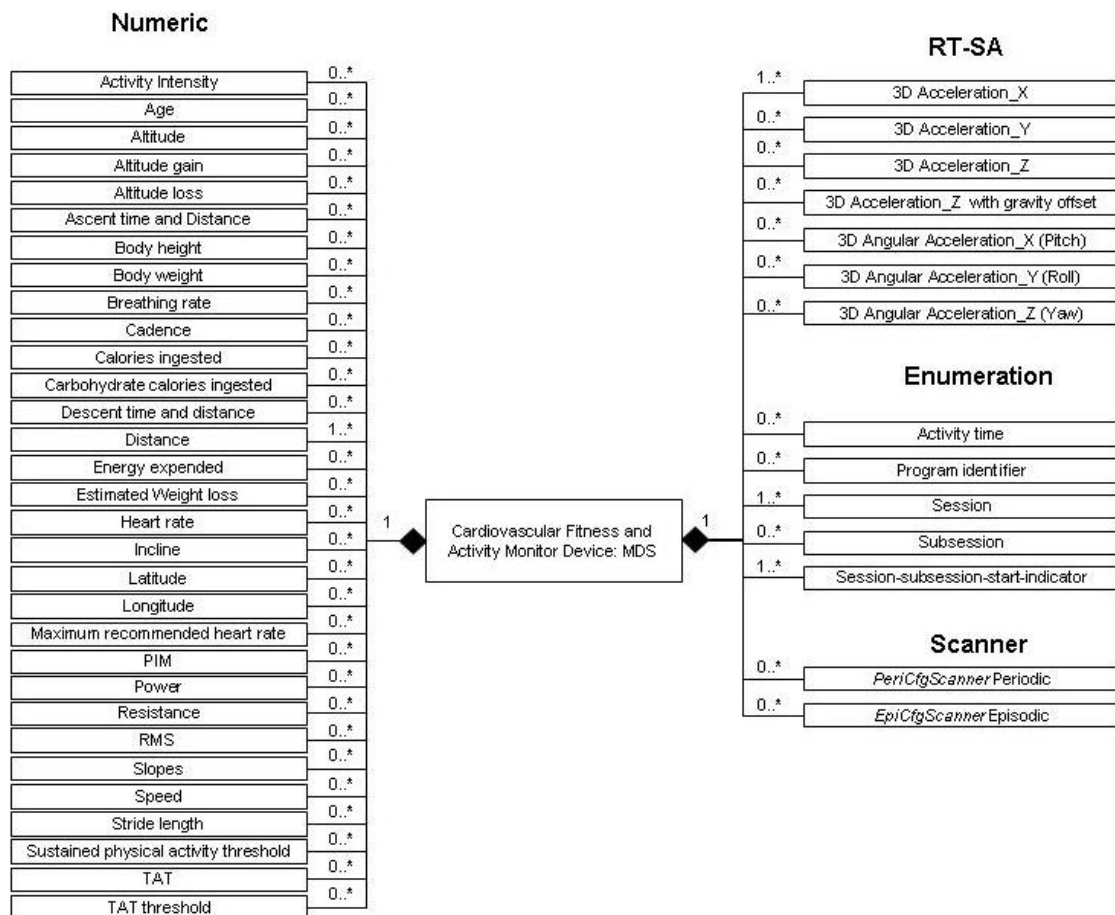 Numeric
0..*
Activity Intensity
0..*
Age
0..*
Altitude
0..*
Altitude gain
0..*
Altitude loss
0..*
Ascent time and Distance
0..*
Body height
0..*
Body weight
0..*
Breathing rate
0..*
Cadence
0..*
Calories ingested
0..*
Carbohydrate calories ingested
0..*
Descent time and distance
1..*
Distance
0..*
Energy expended
0..*
Estimated Weight loss
0..*
Heart rate
0..*
Incline
0..*
Latitude
0..*
Longitude
0..*
Maximum recommended heart rate
0..*
PIM
0..*
Power
0..*
Resistance
0..*
RMS
0..*
Slopes
0..*
Speed
0..*
Stride length
0..*
Sustained physical activity threshold
0..*
TAT
0..*
TAT threshold
1
Cardiovascular Fitness and
Activity Monitor Device: MDS
1
RT-SA
1..*
3D Acceleration_X
0..*
3D Acceleration_Y
0..*
3D Acceleration_Z
0..*
3D Acceleration_Z with gravity offset
0..*
3D Angular Acceleration_X (Pitch)
0..*
3D Angular Acceleration_Y (Roll)
0..*
3D Angular Acceleration_Z (Yaw)
Enumeration
0..*
Activity time
0..*
Program identifier
1..*
Session
0..*
Subsession
1..*
Session-subsession-start-indicator
Scanner
0..*
PeriCfgScanner Periodic
0..*
EpiCfgScanner Episodic